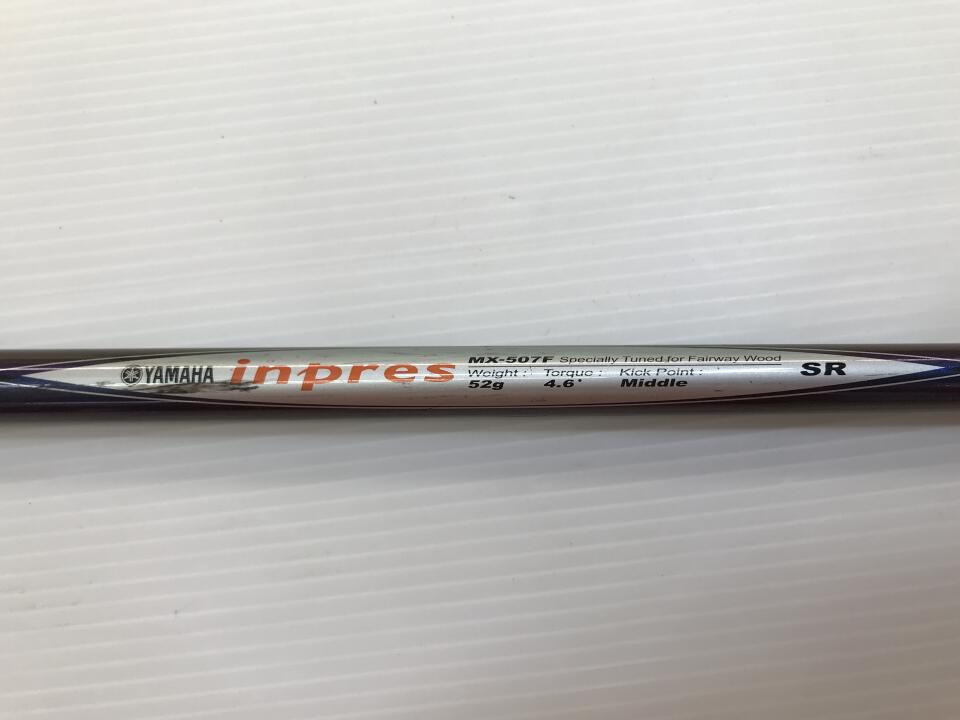 YAMAHA inpres
MX-507F Specially Tuned for Fairway Wood
Weight : Torque : Kick Point :
52g 4.6° Middle
SR